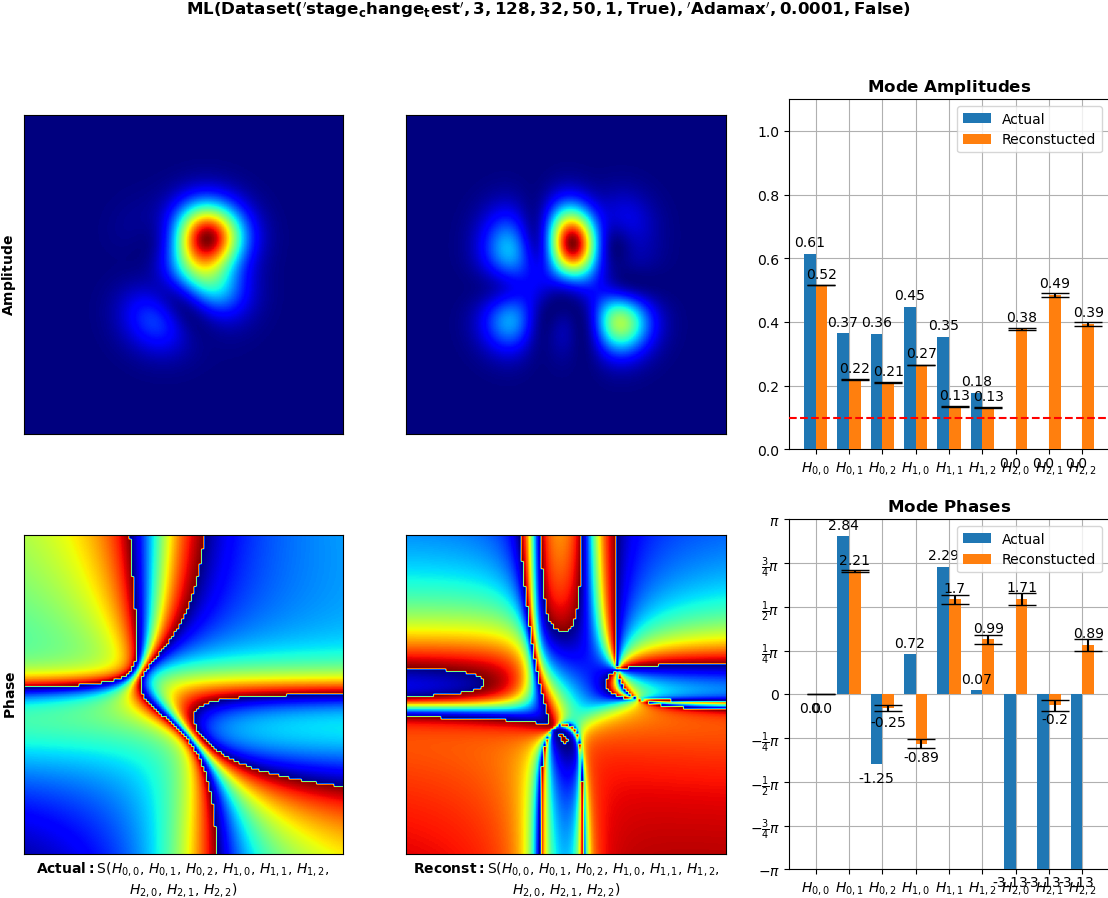 ML(Dataset('stage_change_test', 3, 128, 32, 50, 1, True), 'Adamax', 0.0001, False)
Mode Amplitudes
Amplitude
1.0
0.8
0.6
0.4
0.2
0.0
Actual
Reconstucted
0.61
0.52
0.37
0.22
0.36
0.21
0.45
0.27
0.35
0.13
0.18
0.13
0.0
0.38
0.0
0.49
0.0
0.39
H0,0 H0,1 H0,2 H1,0 H1,1 H1,2 H2,0 H2,1 H2,2
Mode Phases
Phase
π
3/4π
1/2π
1/4π
0
−1/4π
−1/2π
−3/4π
−π
Actual
Reconstucted
0.0
0.0
2.84
2.21
-1.25
-0.25
0.72
-0.89
2.29
1.7
0.07
0.99
-3.13
1.71
-3.13
-0.2
-3.13
0.89
H0,0 H0,1 H0,2 H1,0 H1,1 H1,2 H2,0 H2,1 H2,2
Actual: S(H0,0, H0,1, H0,2, H1,0, H1,1, H1,2,
H2,0, H2,1, H2,2)
Reconst: S(H0,0, H0,1, H0,2, H1,0, H1,1, H1,2,
H2,0, H2,1, H2,2)